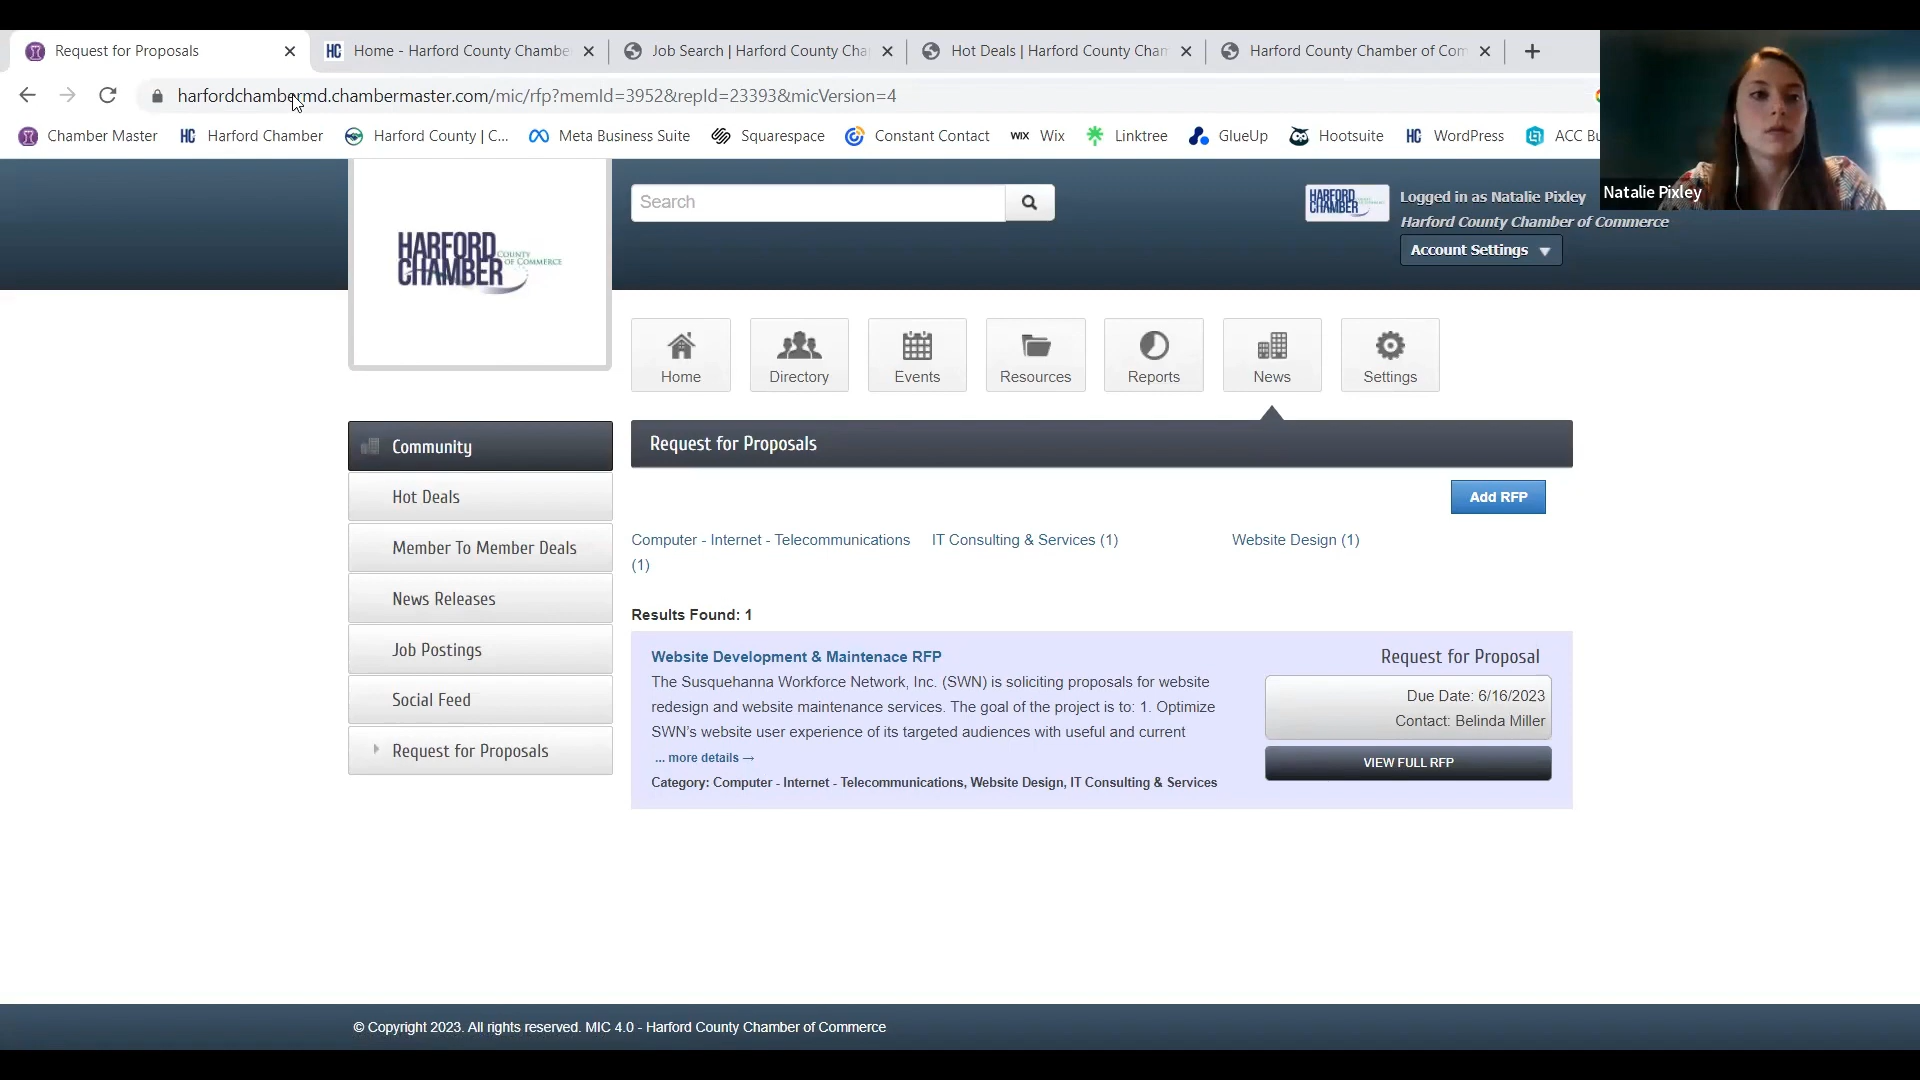 Request for Proposals
Home - Harford County Chambe
Job Search | Harford County Cha
Hot Deals | Harford County Cham
Harford County Chamber of Com
harfordchambermd.chambermaster.com/mic/rfp?memId=3952&repId=23393&micVersion=4
Chamber Master
HC Harford Chamber
Harford County | C...
Meta Business Suite
Squarespace
Constant Contact
WIX Wix
Linktree
GlueUp
Hootsuite
HC WordPress
ACC Bu
Natalie Pixley
HARFORD
CHAMBER
COUNTY
OF COMMERCE
Search
HARFORD
CHAMBER
Logged in as Natalie Pixley
Harford County Chamber of Commerce
Account Settings
Home
Directory
Events
Resources
Reports
News
Settings
Community
Hot Deals
Member To Member Deals
News Releases
Job Postings
Social Feed
Request for Proposals
Request for Proposals
Add RFP
Computer - Internet - Telecommunications
(1)
IT Consulting & Services (1)
Website Design (1)
Results Found: 1
Website Development & Maintenace RFP
The Susquehanna Workforce Network, Inc. (SWN) is soliciting proposals for website
redesign and website maintenance services. The goal of the project is to: 1. Optimize
SWN's website user experience of its targeted audiences with useful and current
... more details →
Category: Computer - Internet - Telecommunications, Website Design, IT Consulting & Services
Request for Proposal
Due Date: 6/16/2023
Contact: Belinda Miller
VIEW FULL RFP
© Copyright 2023. All rights reserved. MIC 4.0 - Harford County Chamber of Commerce